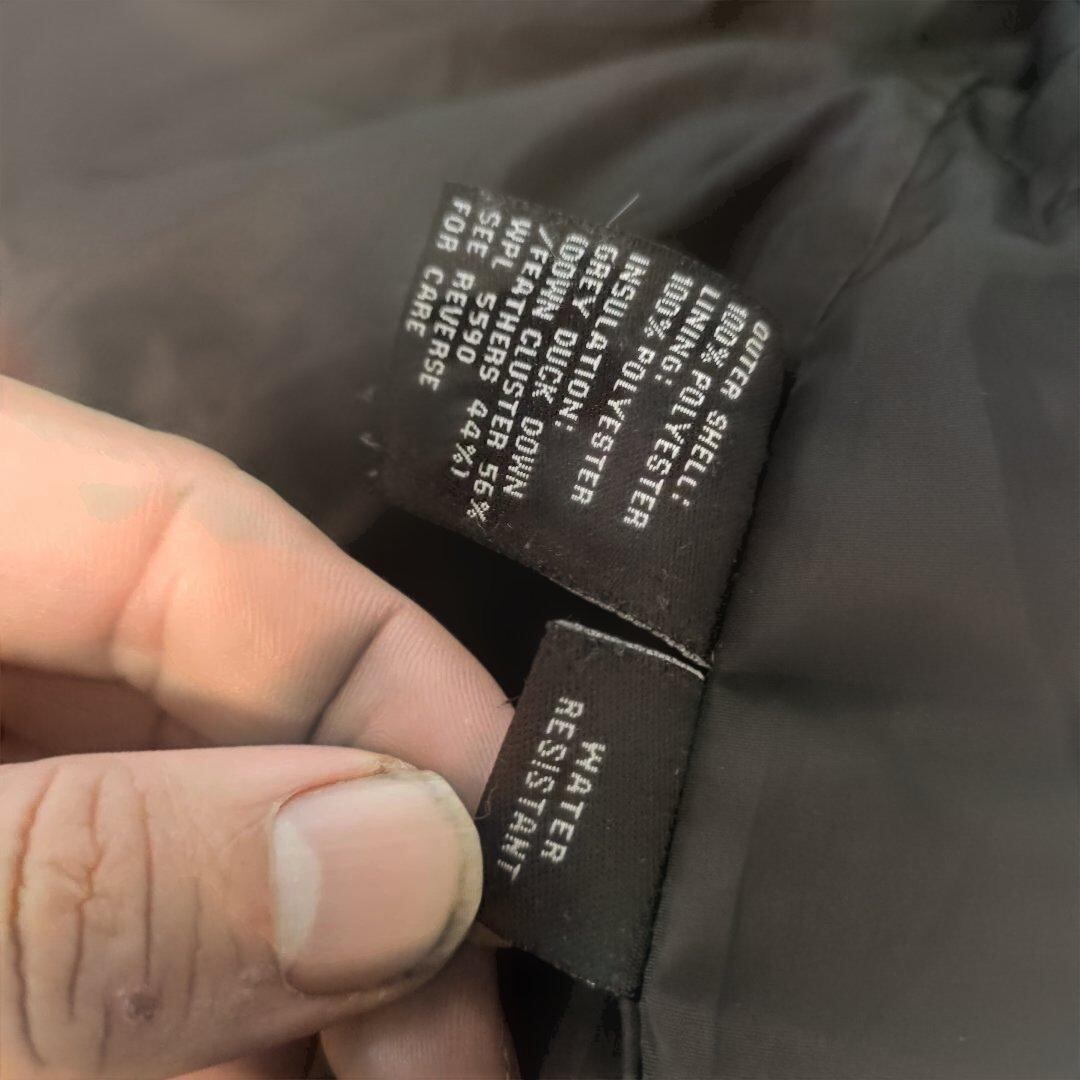 OUTER SHELL:
100% POLYESTER
LINING:
100% POLYESTER
INSULATION:
GREY DUCK DOWN
(DOWN CLUSTER 56%
/FEATHERS 44%)
WPL 5590
SEE REVERSE
FOR CARE
WATER
RESISTANT